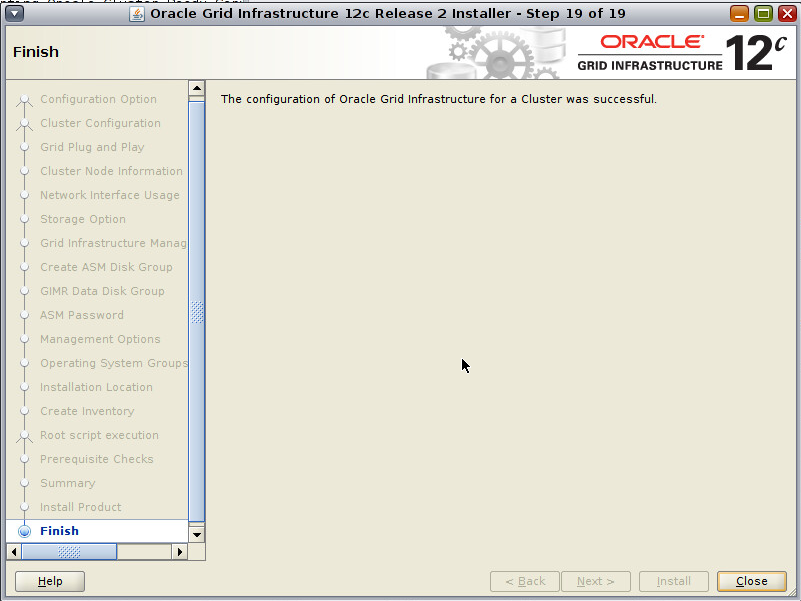 Oracle Grid Infrastructure 12c Release 2 Installer - Step 19 of 19
Finish
ORACLE
GRID INFRASTRUCTURE 12c
Configuration Option
Cluster Configuration
Grid Plug and Play
Cluster Node Information
Network Interface Usage
Storage Option
Grid Infrastructure Manag
Create ASM Disk Group
GIMR Data Disk Group
ASM Password
Management Options
Operating System Groups
Installation Location
Create Inventory
Root script execution
Prerequisite Checks
Summary
Install Product
Finish
The configuration of Oracle Grid Infrastructure for a Cluster was successful.
Help
< Back
Next >
Install
Close